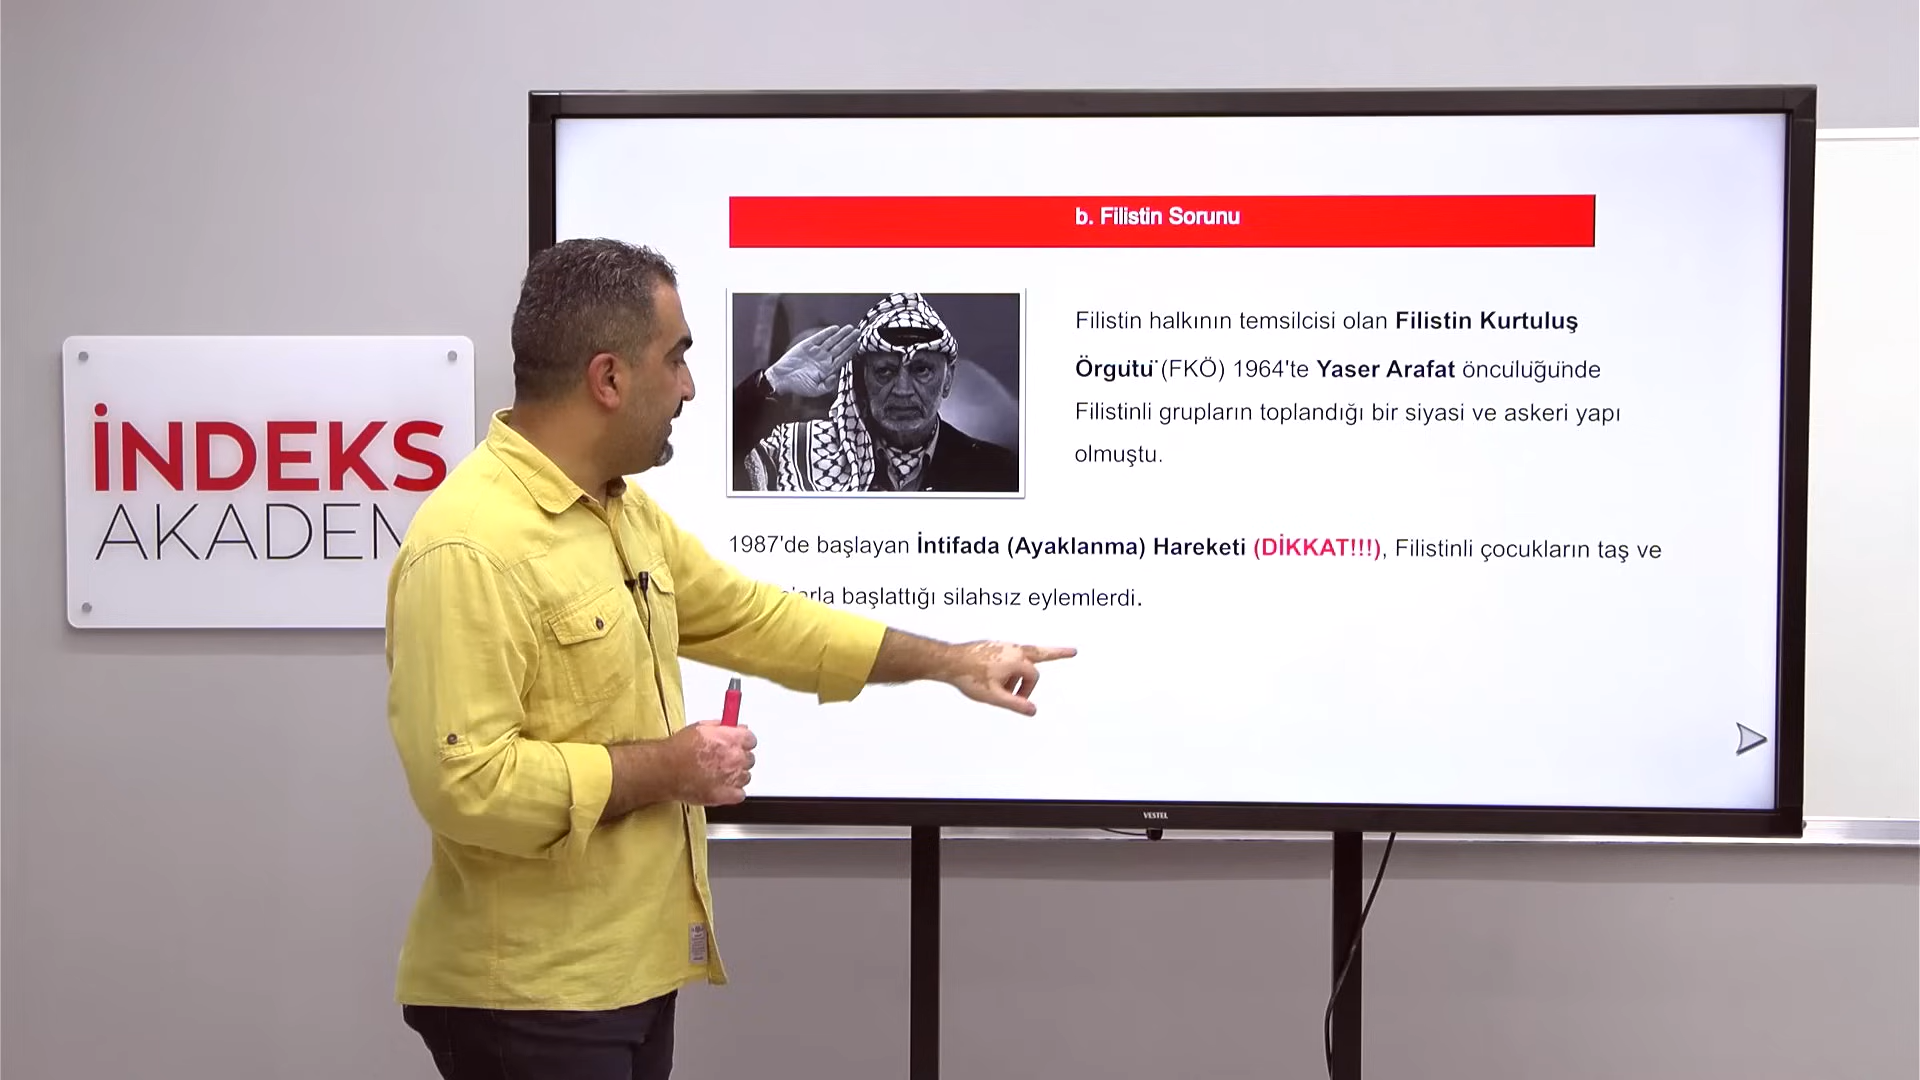 İNDEKS
b. Filistin Sorunu
Filistin halkının temsilcisi olan Filistin Kurtuluş
Örgütü (FKÖ) 1964'te Yaser Arafat öncülüğünde
Filistinli grupların toplandığı bir siyasi ve askeri yapı
olmuştu.
1987'de başlayan İntifada (Ayaklanma) Hareketi (DİKKAT!!!), Filistinli çocukların taş ve
başlattığı silahsız eylemlerdi.
VESTEL